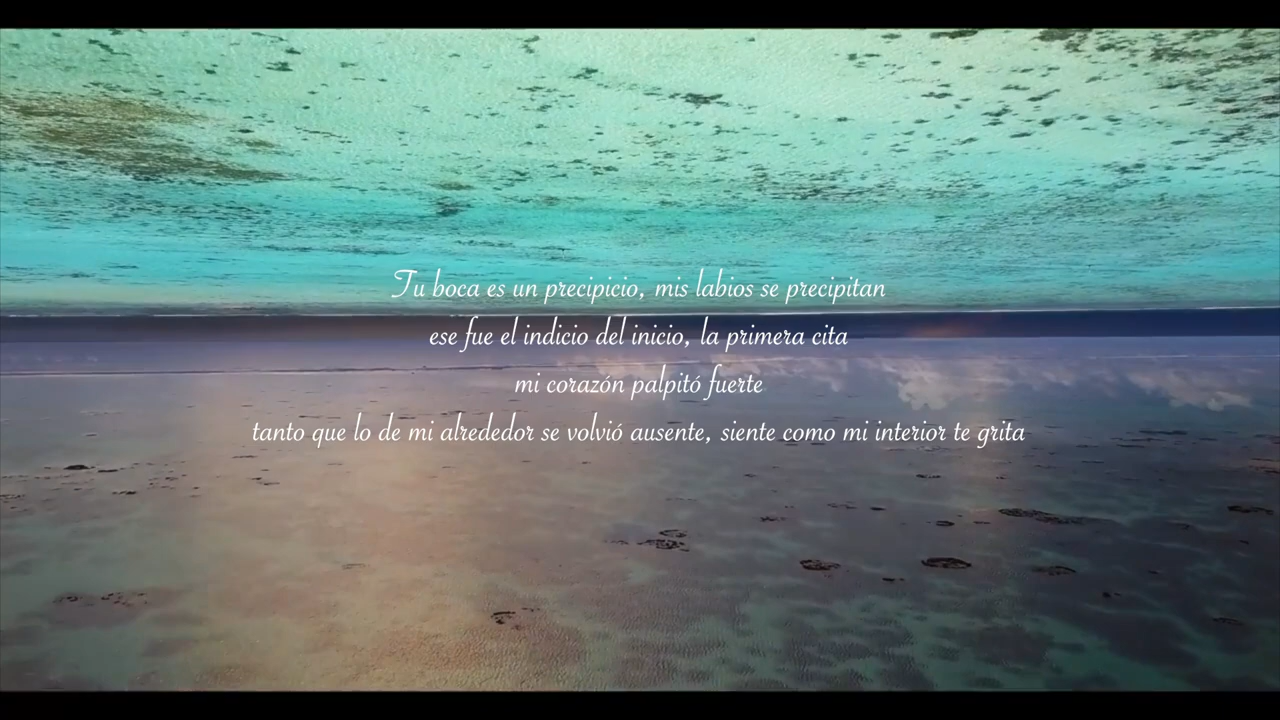 Tu boca es un precipicio, mis labios se precipitan
ese fue el indicio del inicio, la primera cita
mi corazón palpitó fuerte
tanto que lo de mi alrededor se volvió ausente, siente como mi interior te grita